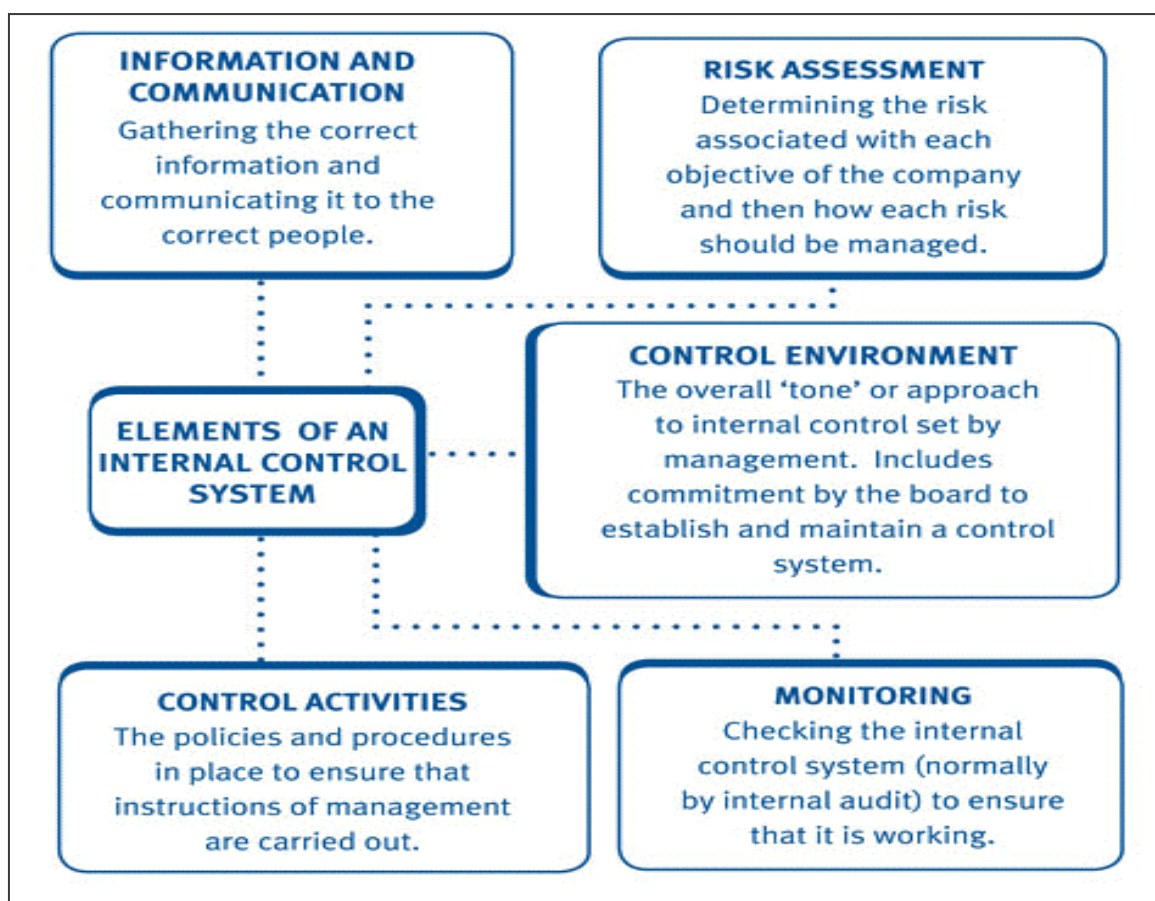 INFORMATION AND
COMMUNICATION
Gathering the correct
information and
communicating it to the
correct people.
RISK ASSESSMENT
Determining the risk
associated with each
objective of the company
and then how each risk
should be managed.
CONTROL ENVIRONMENT
The overall ‘tone’ or approach
to internal control set by
management. Includes
commitment by the board to
establish and maintain a control
system.
ELEMENTS OF AN
INTERNAL CONTROL
SYSTEM
CONTROL ACTIVITIES
The policies and procedures
in place to ensure that
instructions of management
are carried out.
MONITORING
Checking the internal
control system (normally
by internal audit) to ensure
that it is working.